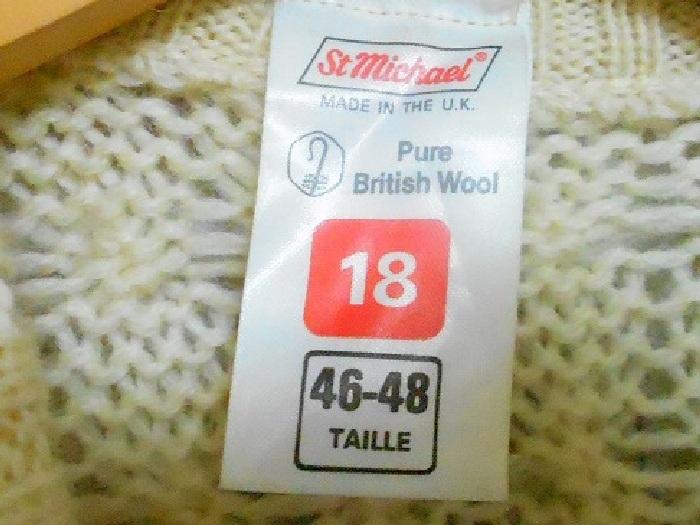 St Michael®
MADE IN THE U.K.
Pure
British Wool
18
46-48
TAILLE